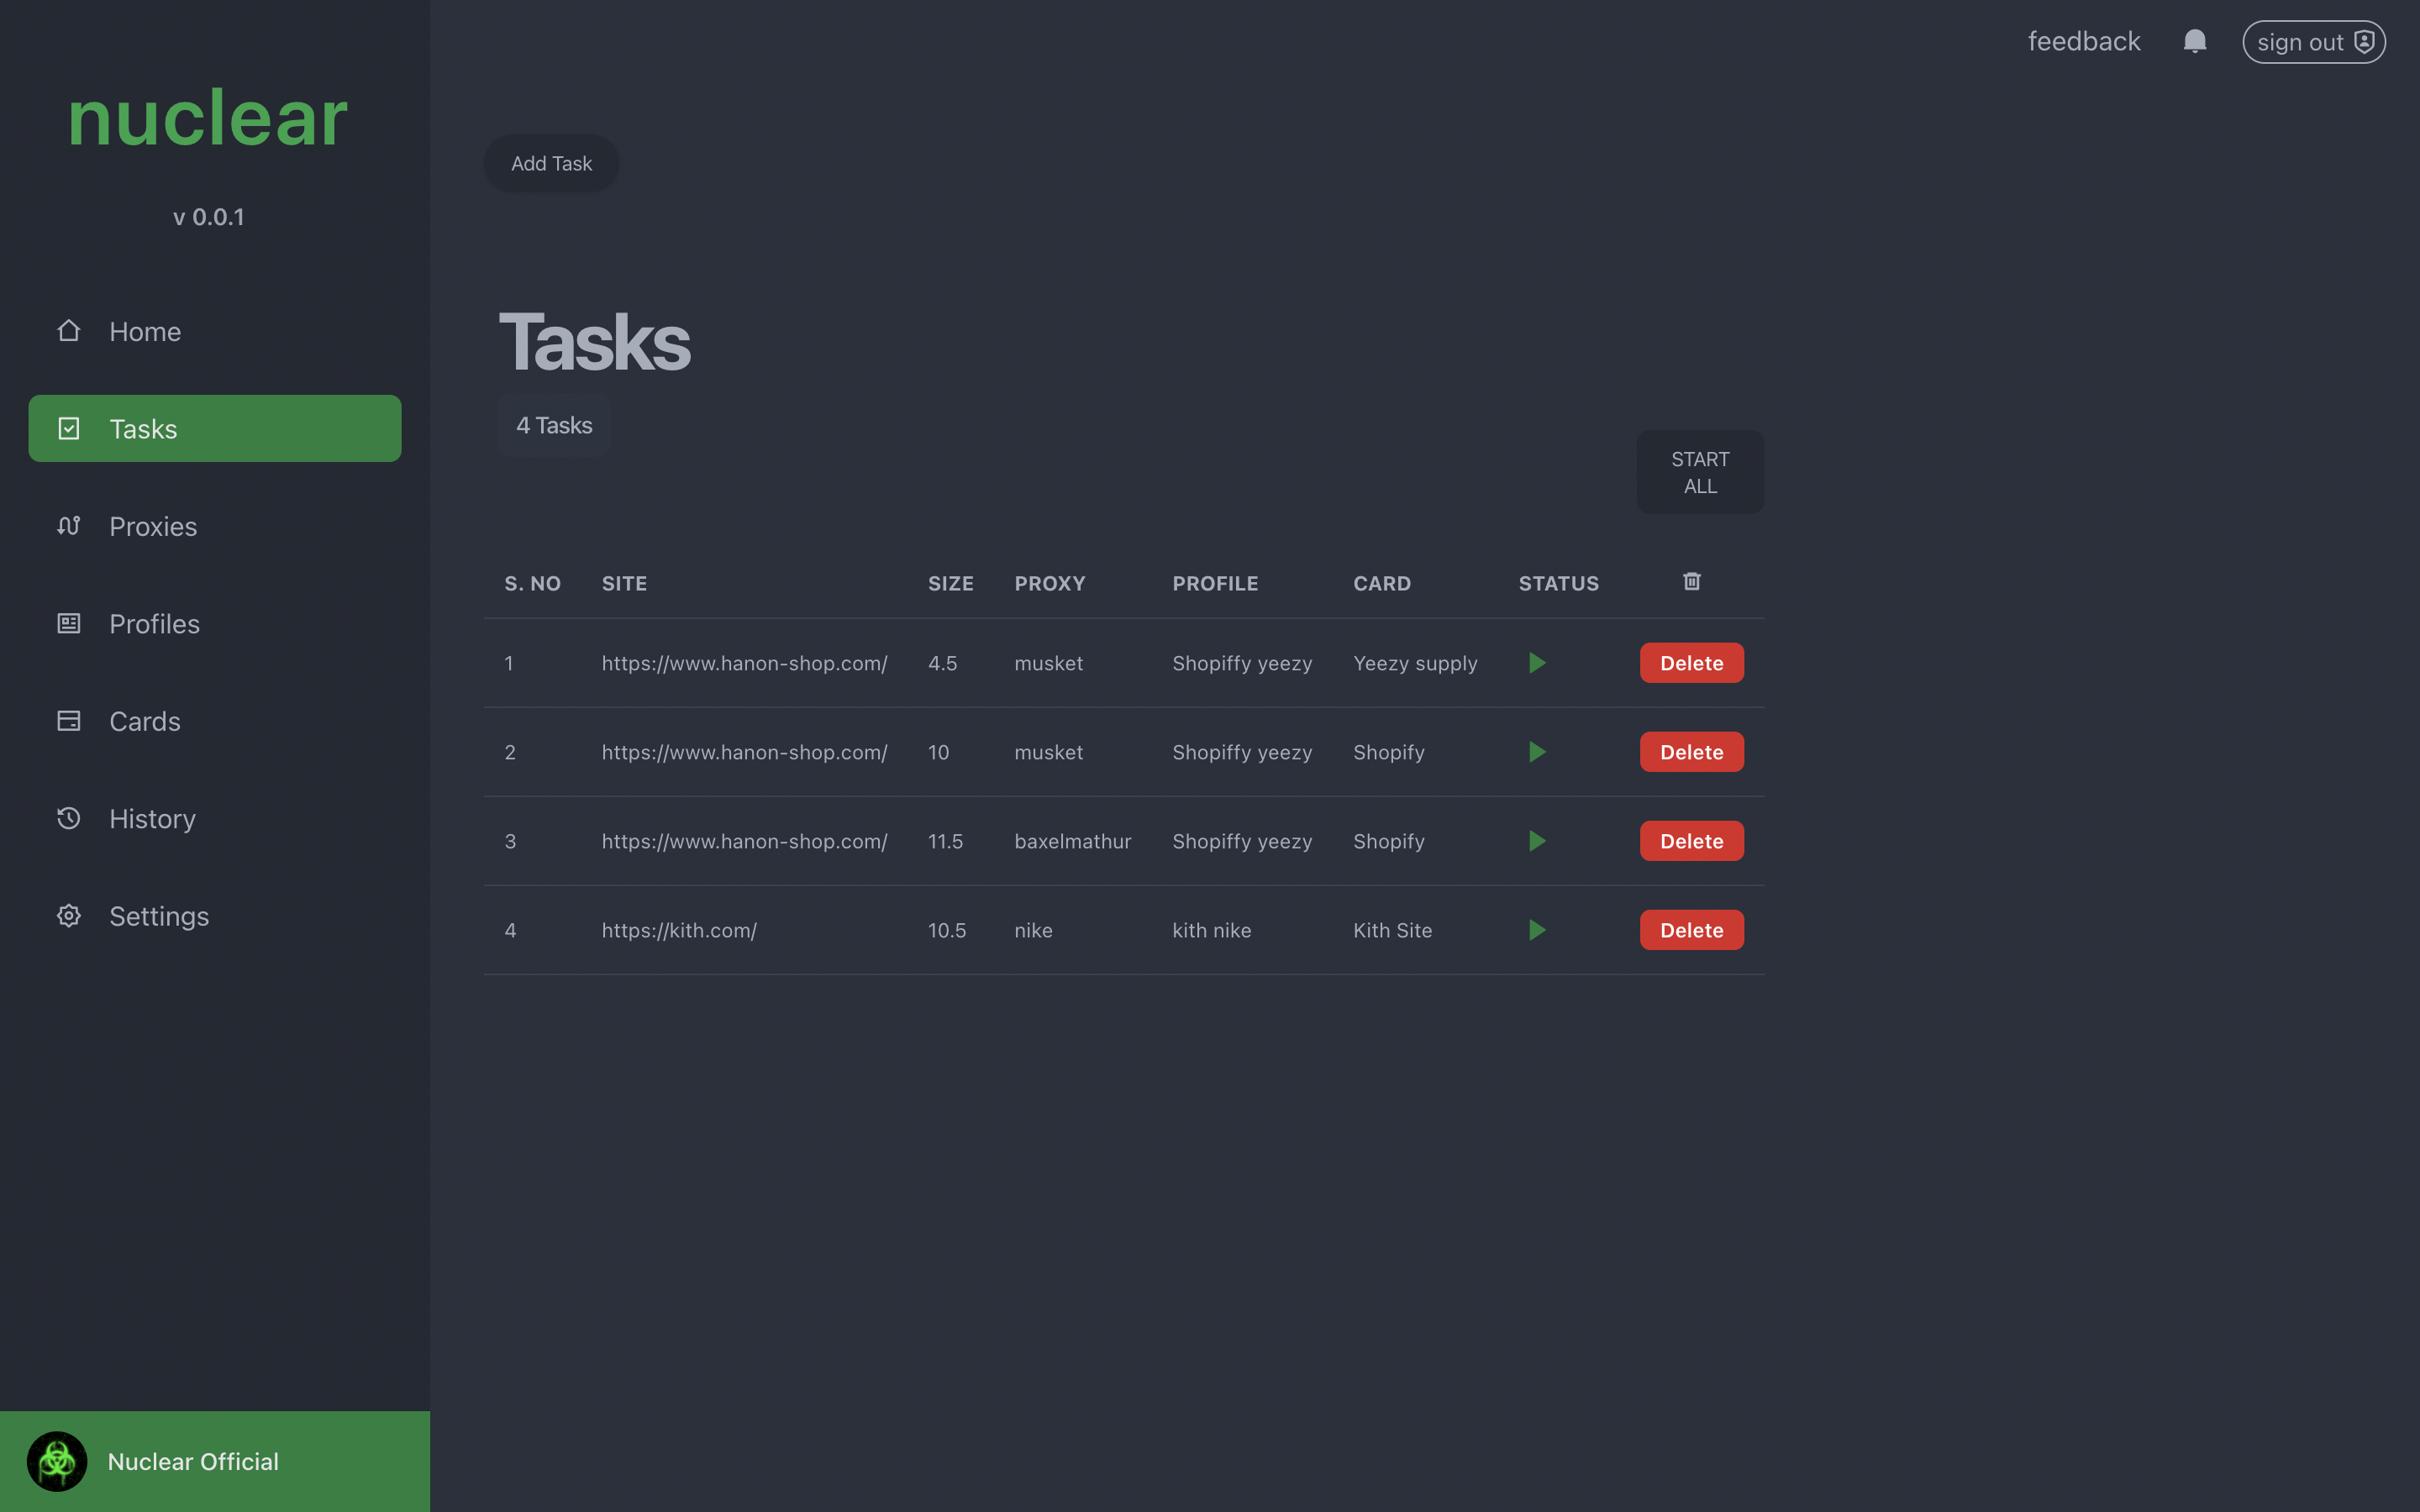 feedback
sign out
nuclear
v 0.0.1
Home
Tasks
Proxies
Profiles
Cards
History
Settings
Nuclear Official
Add Task
Tasks
4 Tasks
START
ALL
S. NO SITE SIZE PROXY PROFILE CARD STATUS
1 https://www.hanon-shop.com/ 4.5 musket Shopiffy yeezy Yeezy supply Delete
2 https://www.hanon-shop.com/ 10 musket Shopiffy yeezy Shopify Delete
3 https://www.hanon-shop.com/ 11.5 baxelmathur Shopiffy yeezy Shopify Delete
4 https://kith.com/ 10.5 nike kith nike Kith Site Delete